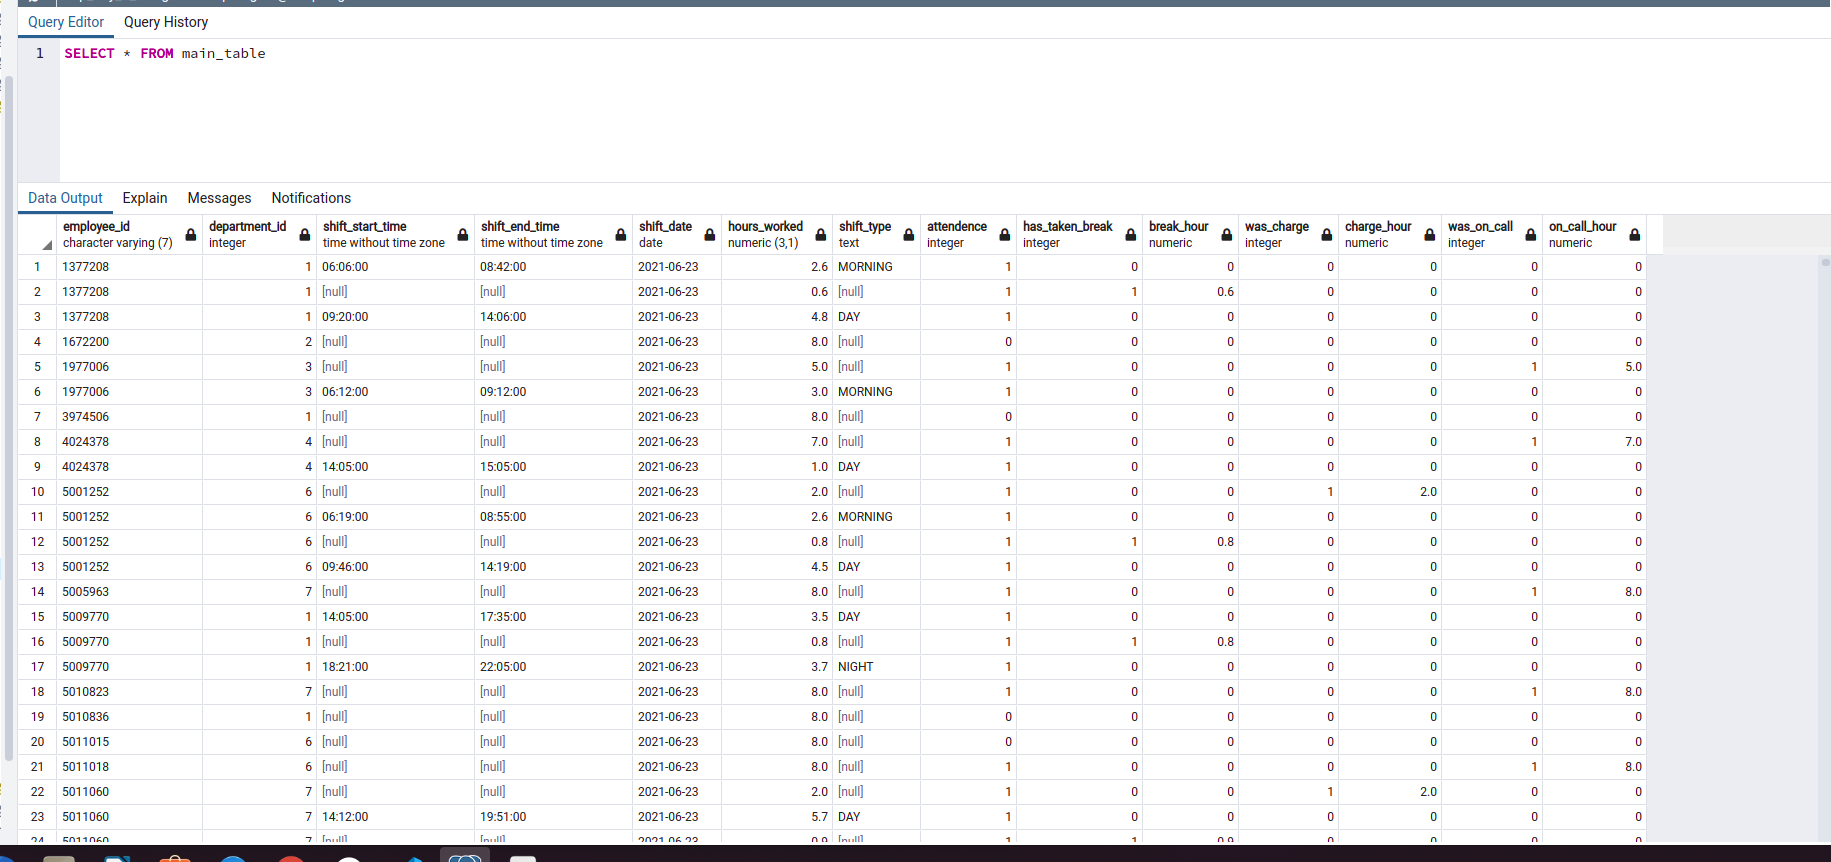 Query Editor Query History
1 SELECT * FROM main_table
Data Output Explain Messages Notifications
employee_id department_id shift_start_time shift_end_time shift_date hours_worked shift_type attendence has_taken_break break_hour was_charge charge_hour was_on_call on_call_hour
character varying (7) integer time without time zone time without time zone date numeric (3,1) text integer integer numeric integer numeric integer numeric
1 1377208 1 06:06:00 08:42:00 2021-06-23 2.6 MORNING 1 0 0 0 0 0 0
2 1377208 1 [null] [null] 2021-06-23 0.6 [null] 1 1 0.6 0 0 0 0
3 1377208 1 09:20:00 14:06:00 2021-06-23 4.8 DAY 1 0 0 0 0 0 0
4 1672200 2 [null] [null] 2021-06-23 8.0 [null] 0 0 0 0 0 0 0
5 1977006 3 [null] [null] 2021-06-23 5.0 [null] 1 0 0 0 0 1 5.0
6 1977006 3 06:12:00 09:12:00 2021-06-23 3.0 MORNING 1 0 0 0 0 0 0
7 3974506 1 [null] [null] 2021-06-23 8.0 [null] 0 0 0 0 0 0 0
8 4024378 4 [null] [null] 2021-06-23 7.0 [null] 1 0 0 0 0 1 7.0
9 4024378 4 14:05:00 15:05:00 2021-06-23 1.0 DAY 1 0 0 0 0 0 0
10 5001252 6 [null] [null] 2021-06-23 2.0 [null] 1 0 0 1 2.0 0 0
11 5001252 6 06:19:00 08:55:00 2021-06-23 2.6 MORNING 1 0 0 0 0 0 0
12 5001252 6 [null] [null] 2021-06-23 0.8 [null] 1 1 0.8 0 0 0 0
13 5001252 6 09:46:00 14:19:00 2021-06-23 4.5 DAY 1 0 0 0 0 0 0
14 5005963 7 [null] [null] 2021-06-23 8.0 [null] 1 0 0 0 0 1 8.0
15 5009770 1 14:05:00 17:35:00 2021-06-23 3.5 DAY 1 0 0 0 0 0 0
16 5009770 1 [null] [null] 2021-06-23 0.8 [null] 1 1 0.8 0 0 0 0
17 5009770 1 18:21:00 22:05:00 2021-06-23 3.7 NIGHT 1 0 0 0 0 0 0
18 5010823 7 [null] [null] 2021-06-23 8.0 [null] 1 0 0 0 0 1 8.0
19 5010836 1 [null] [null] 2021-06-23 8.0 [null] 0 0 0 0 0 0 0
20 5011015 6 [null] [null] 2021-06-23 8.0 [null] 0 0 0 0 0 0 0
21 5011018 6 [null] [null] 2021-06-23 8.0 [null] 1 0 0 0 0 1 8.0
22 5011060 7 [null] [null] 2021-06-23 2.0 [null] 1 0 0 1 2.0 0 0
23 5011060 7 14:12:00 19:51:00 2021-06-23 5.7 DAY 1 0 0 0 0 0 0
24 5011060 7 [null] [null] 2021-06-23 0.9 [null] 1 1 0.9 0 0 0 0